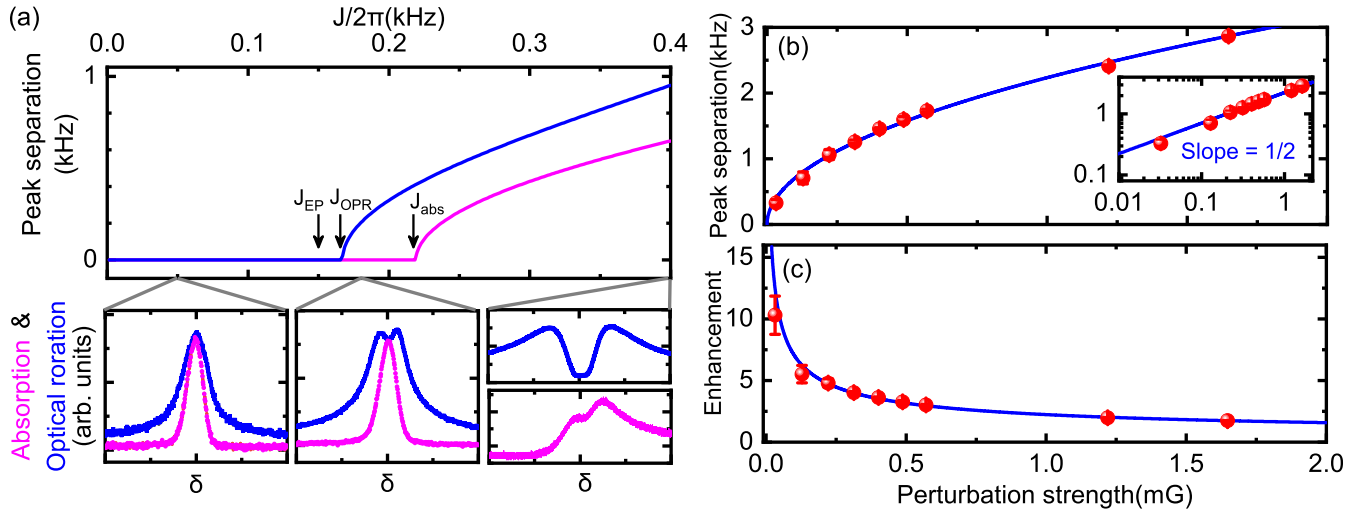 (a)
J/2π(kHz)
0.0 0.1 0.2 0.3 0.4
Peak separation
(kHz)
1
0
J_EP J_OPR J_abs
Absorption &
Optical roration
(arb. units)
δ δ δ
(b)
Peak separation(kHz)
3
2
1
0
1
0.1
Slope = 1/2
0.01 0.1 1
(c)
Enhancement
15
10
5
0
0.0 0.5 1.0 1.5 2.0
Perturbation strength(mG)